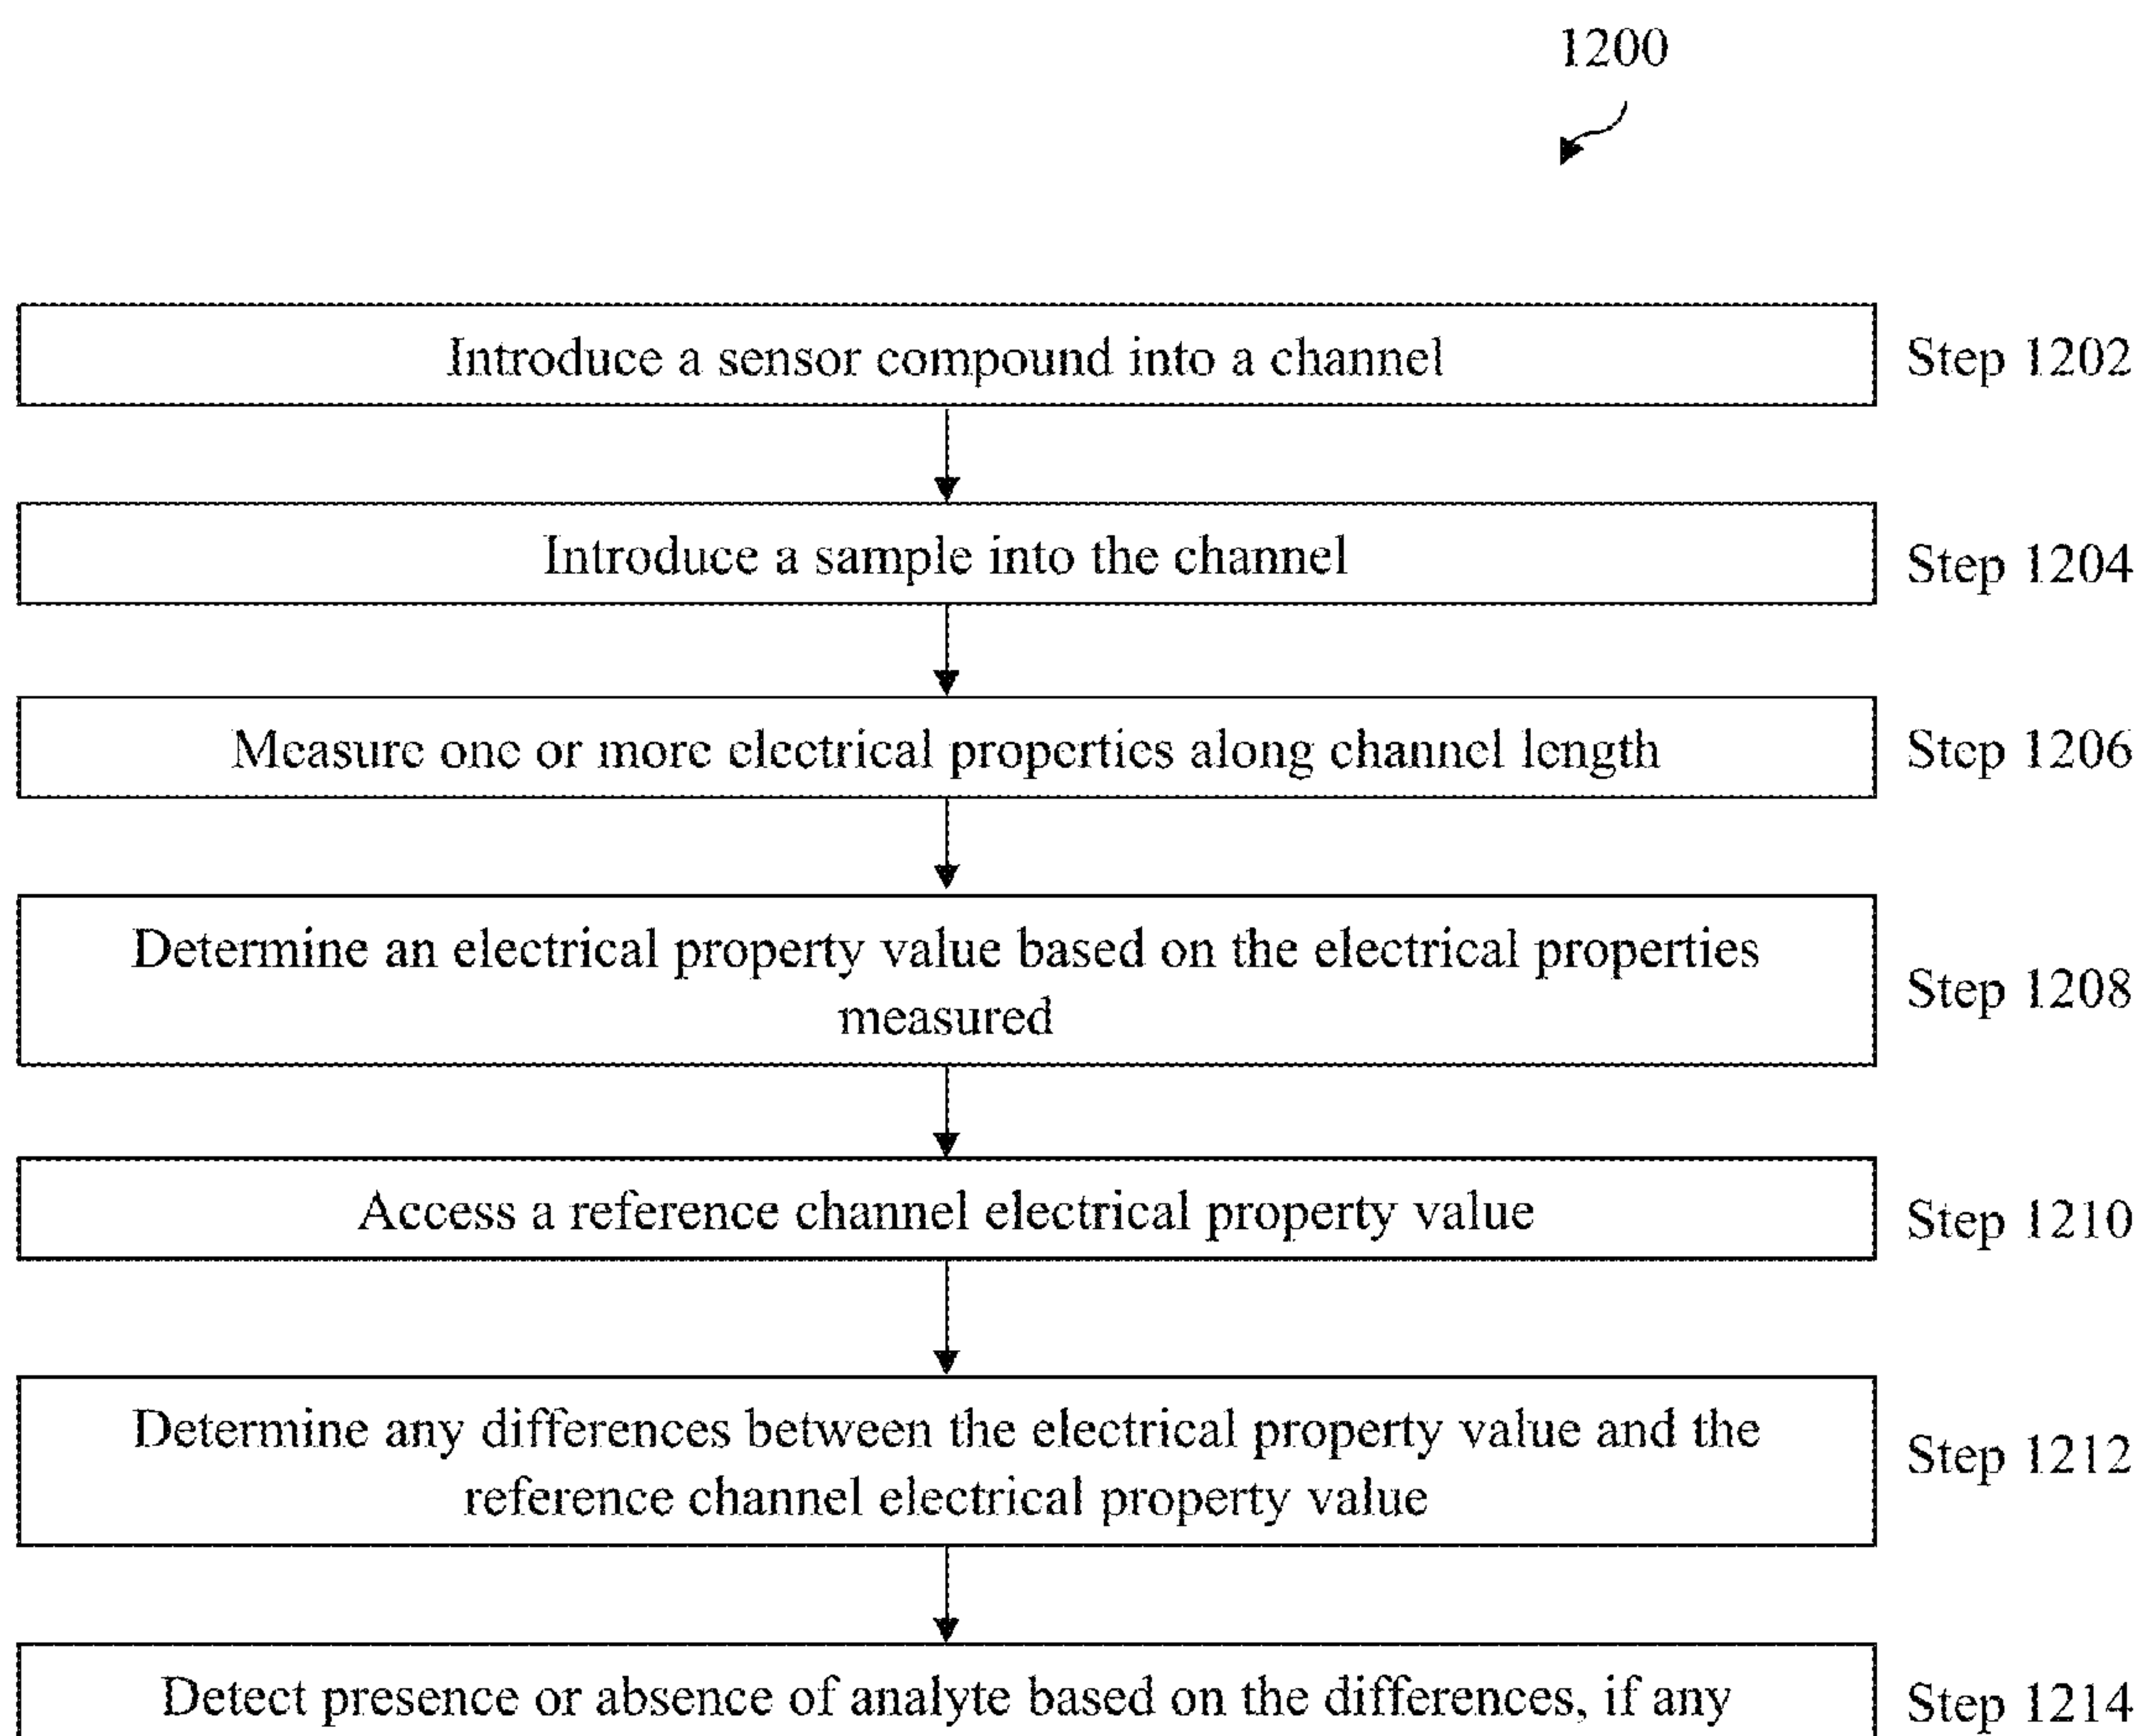 1200
Introduce a sensor compound into a channel
Step 1202
Introduce a sample into the channel
Step 1204
Measure one or more electrical properties along channel length
Step 1206
Determine an electrical property value based on the electrical properties
measured
Step 1208
Access a reference channel electrical property value
Step 1210
Determine any differences between the electrical property value and the
reference channel electrical property value
Step 1212
Detect presence or absence of analyte based on the differences, if any
Step 1214